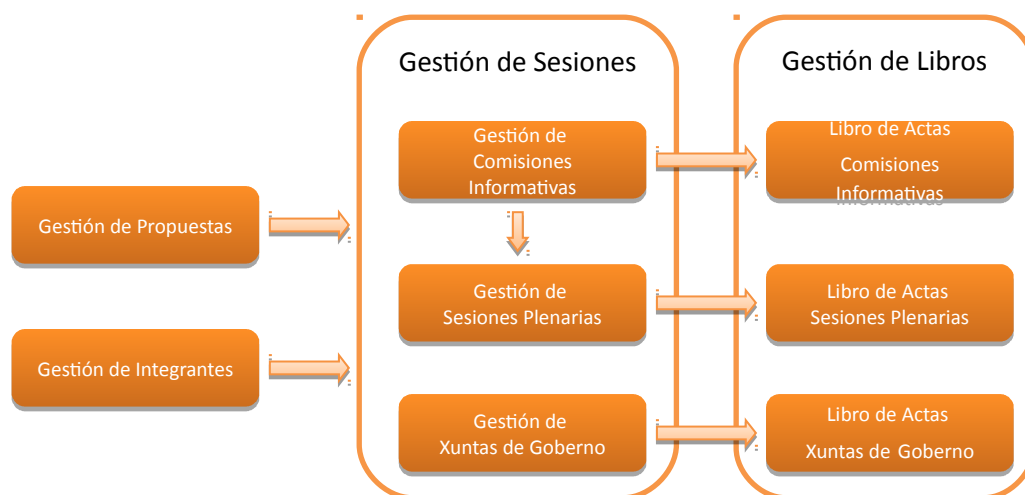 Gestión de Sesiones
Gestión de Libros
Gestión de
Comisiones
Informativas
Libro de Actas
Comisiones
Informativas
Gestión de Propuestas
Gestión de
Sesiones Plenarias
Libro de Actas
Sesiones Plenarias
Gestión de Integrantes
Gestión de
Xuntas de Goberno
Libro de Actas
Xuntas de Goberno